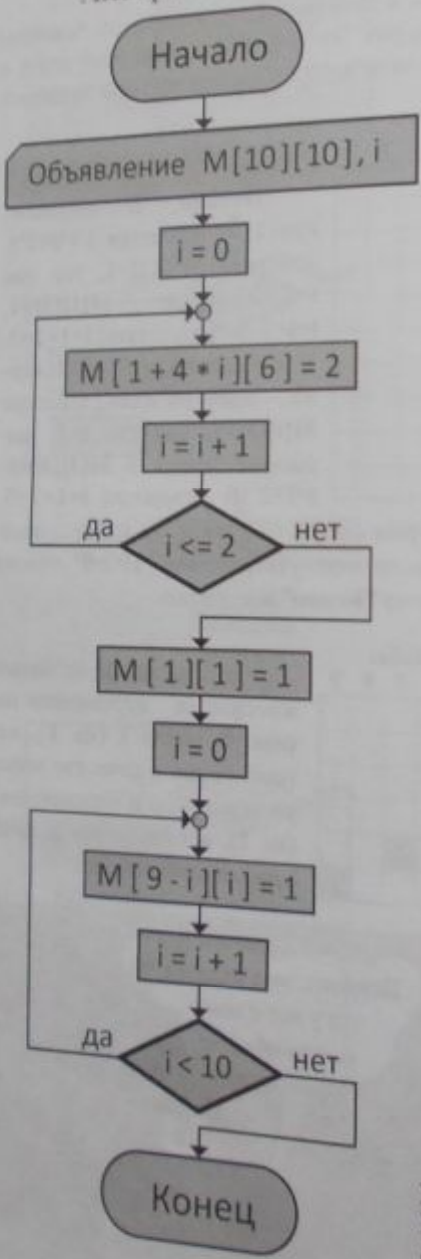 Начало
Объявление M[10][10], i
i = 0
M [ 1 + 4 * i ][ 6 ] = 2
i = i + 1
да
i <= 2
нет
M [ 1 ][ 1 ] = 1
i = 0
M [ 9 - i ][ i ] = 1
i = i + 1
да
i < 10
нет
Конец